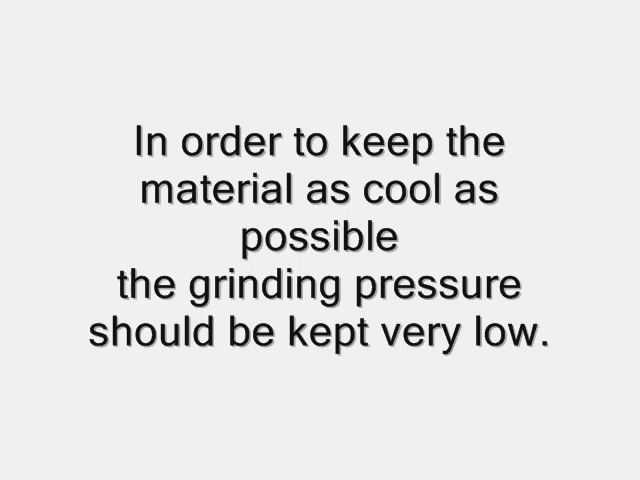 In order to keep the
material as cool as
possible
the grinding pressure
should be kept very low.